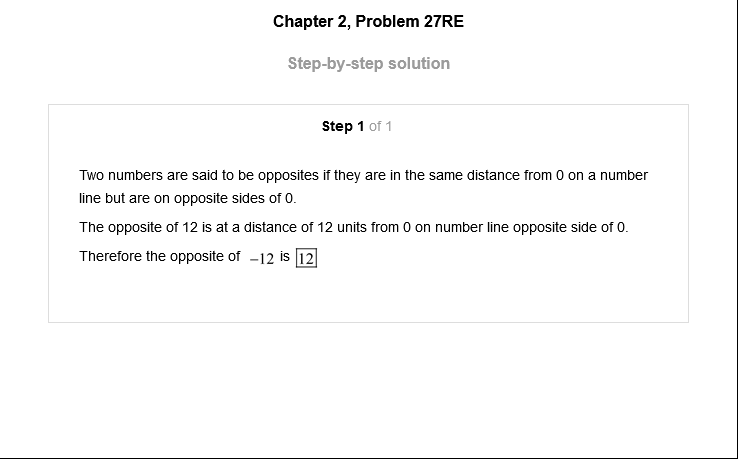 Chapter 2, Problem 27RE
Step-by-step solution
Step 1 of 1
Two numbers are said to be opposites if they are in the same distance from 0 on a number
line but are on opposite sides of 0.
The opposite of 12 is at a distance of 12 units from 0 on number line opposite side of 0.
Therefore the opposite of −12 is 12